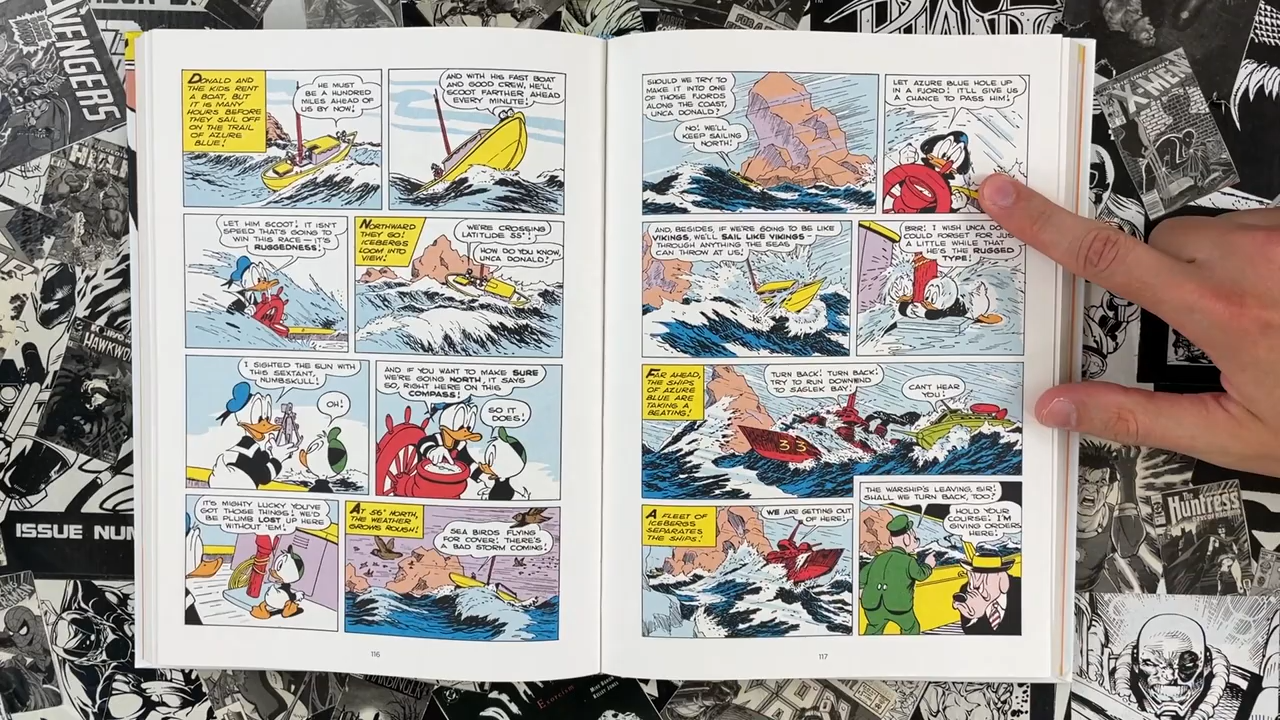 DONALD AND
THE KIDS RENT
A BOAT, BUT
IT IS MANY
HOURS BEFORE
THEY SAIL OFF
ON THE TRAIL
OF AZURE
BLUE!
HE MUST
BE A HUNDRED
MILES AHEAD OF
US BY NOW!
AND WITH HIS FAST BOAT
AND GOOD CREW, HE'LL
SCOOT FARTHER AHEAD
EVERY MINUTE!
LET HIM SCOOT! IT ISN'T
SPEED THAT'S GOING TO
WIN THIS RACE — IT'S
RUGGEDNESS!
NORTHWARD
THEY GO!
ICEBERGS
LOOM INTO
VIEW!
WE'RE CROSSING
LATITUDE 55°!
HOW DO YOU KNOW,
UNCA DONALD?
I SIGHTED THE SUN WITH
THIS SEXTANT,
NUMBSKULL!
OH!
AND IF YOU WANT TO MAKE SURE
WE'RE GOING NORTH, IT SAYS
SO, RIGHT HERE ON THIS
COMPASS!
SO IT
DOES!
IT'S MIGHTY LUCKY YOU'VE
GOT THOSE THINGS! WE'D
BE PLUMB LOST UP HERE
WITHOUT 'EM!
AT 56° NORTH,
THE WEATHER
GROWS ROUGH!
SEA BIRDS FLYING
FOR COVER! THERE'S
A BAD STORM COMING!
116
SHOULD WE TRY TO
MAKE IT INTO ONE
OF THOSE FJORDS
ALONG THE COAST,
UNCA DONALD?
NO! WE'LL
KEEP SAILING
NORTH!
LET AZURE BLUE HOLE UP
IN A FJORD! IT'LL GIVE US
A CHANCE TO PASS HIM!
AND, BESIDES, IF WE'RE GOING TO BE LIKE
VIKINGS, WE'LL SAIL LIKE VIKINGS —
THROUGH ANYTHING THE SEAS
CAN THROW AT US!
BRR! I WISH UNCA
COULD FORGET FOR
A LITTLE WHILE THAT
HE'S THE RUGGED
TYPE!
FAR AHEAD,
THE SHIPS
OF AZURE
BLUE ARE
TAKING A
BEATING!
TURN BACK! TURN BACK!
TRY TO RUN DOWNWIND
TO SAGLEK BAY!
CAN'T HEAR
YOU!
33
A FLEET OF
ICEBERGS
SEPARATES
THE SHIPS!
WE ARE GETTING OUT
OF HERE!
THE WARSHIP'S LEAVING, SIR!
SHALL WE TURN BACK, TOO?
HOLD YOUR
COURSE! I'M
GIVING ORDERS
HERE!
117
AVENGERS
ISSUE NUM
HAWKWO
X-MEN
The Huntress
Exorcism